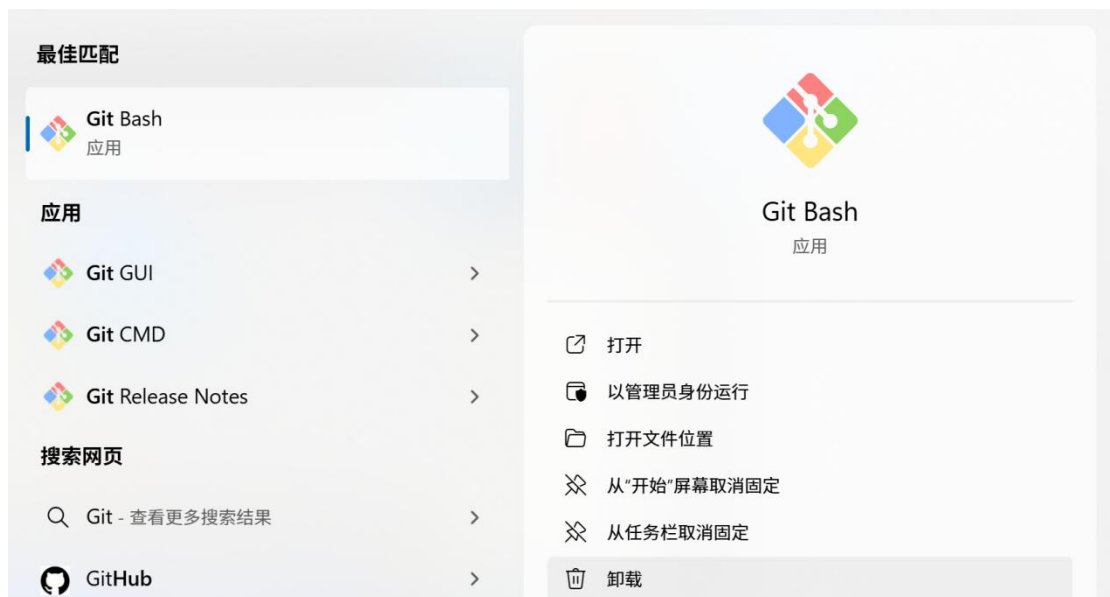 最佳匹配
Git Bash
应用
应用
Git GUI
Git CMD
Git Release Notes
搜索网页
Git - 查看更多搜索结果
GitHub
Git Bash
应用
打开
以管理员身份运行
打开文件位置
从"开始"屏幕取消固定
从任务栏取消固定
卸载